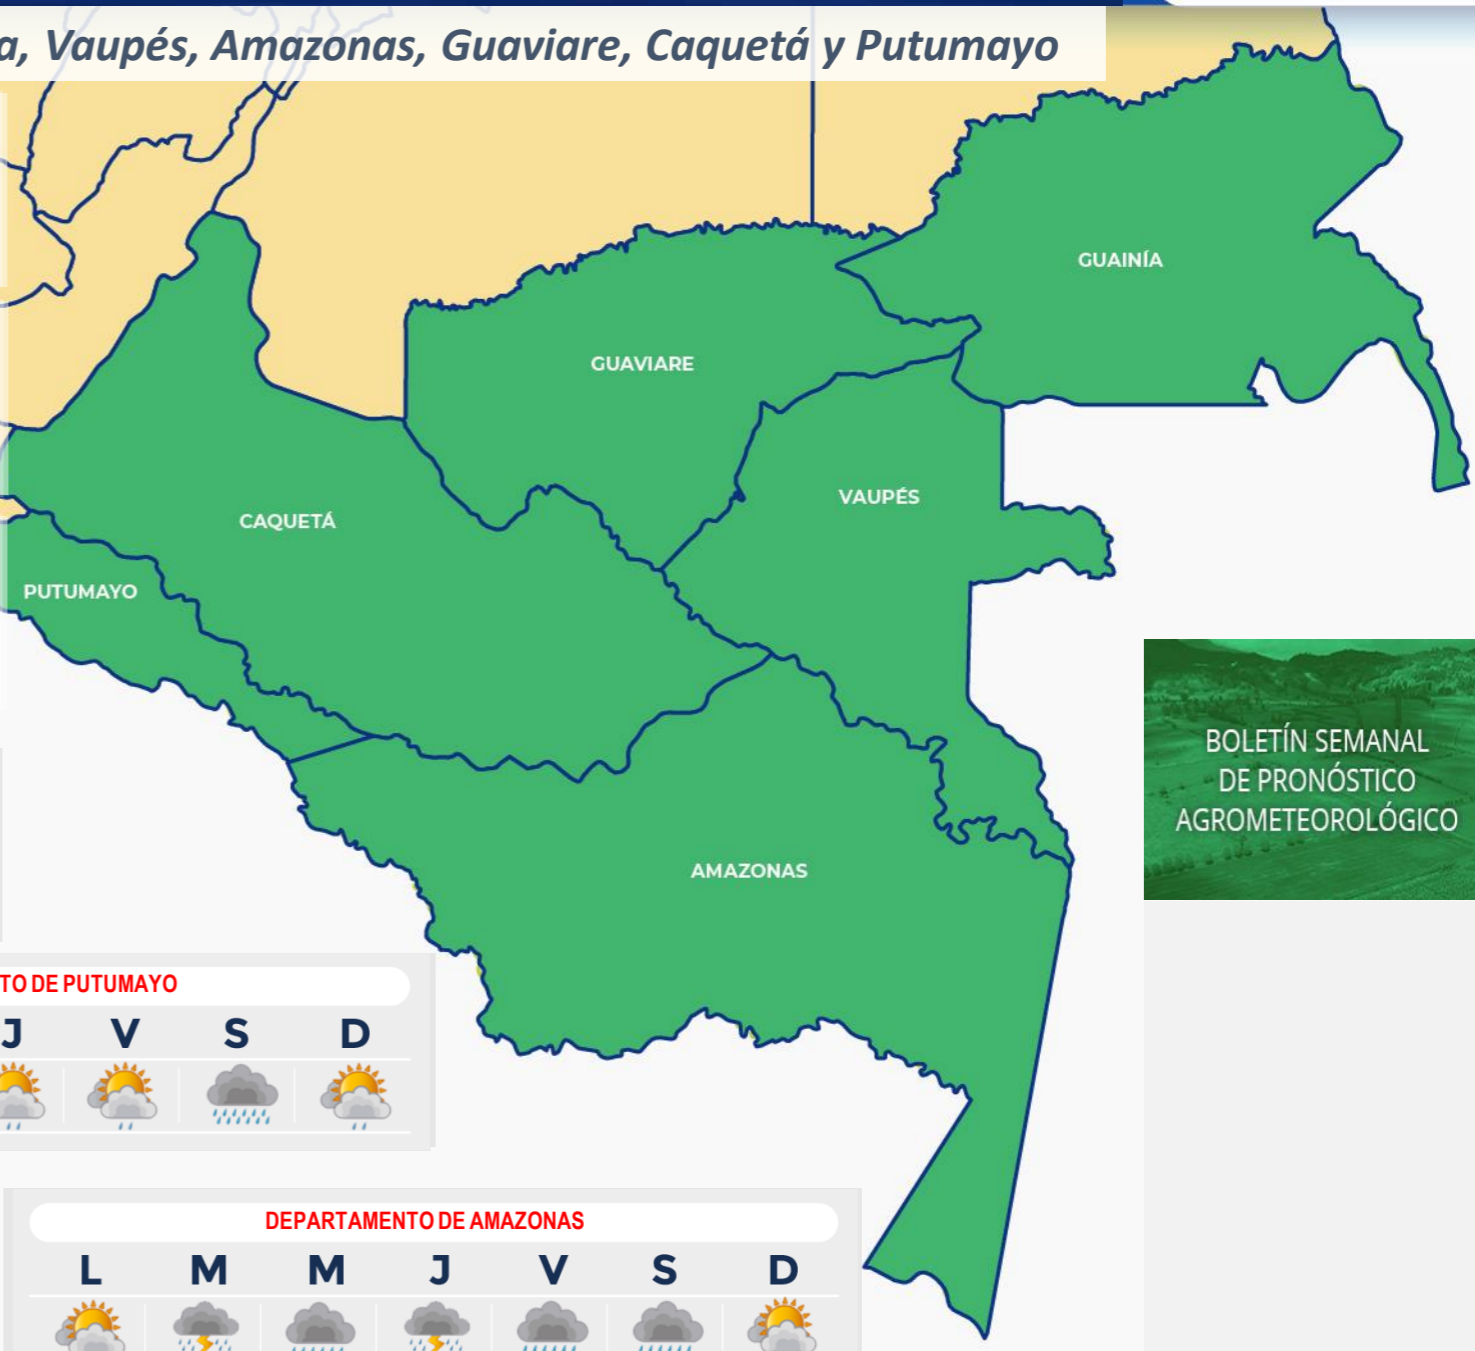 a, Vaupés, Amazonas, Guaviare, Caquetá y Putumayo
GUAINÍA
GUAVIARE
VAUPÉS
CAQUETÁ
PUTUMAYO
BOLETÍN SEMANAL
DE PRONÓSTICO
AGROMETEOROLÓGICO
AMAZONAS
TO DE PUTUMAYO
J V S D
DEPARTAMENTO DE AMAZONAS
L M M J V S D